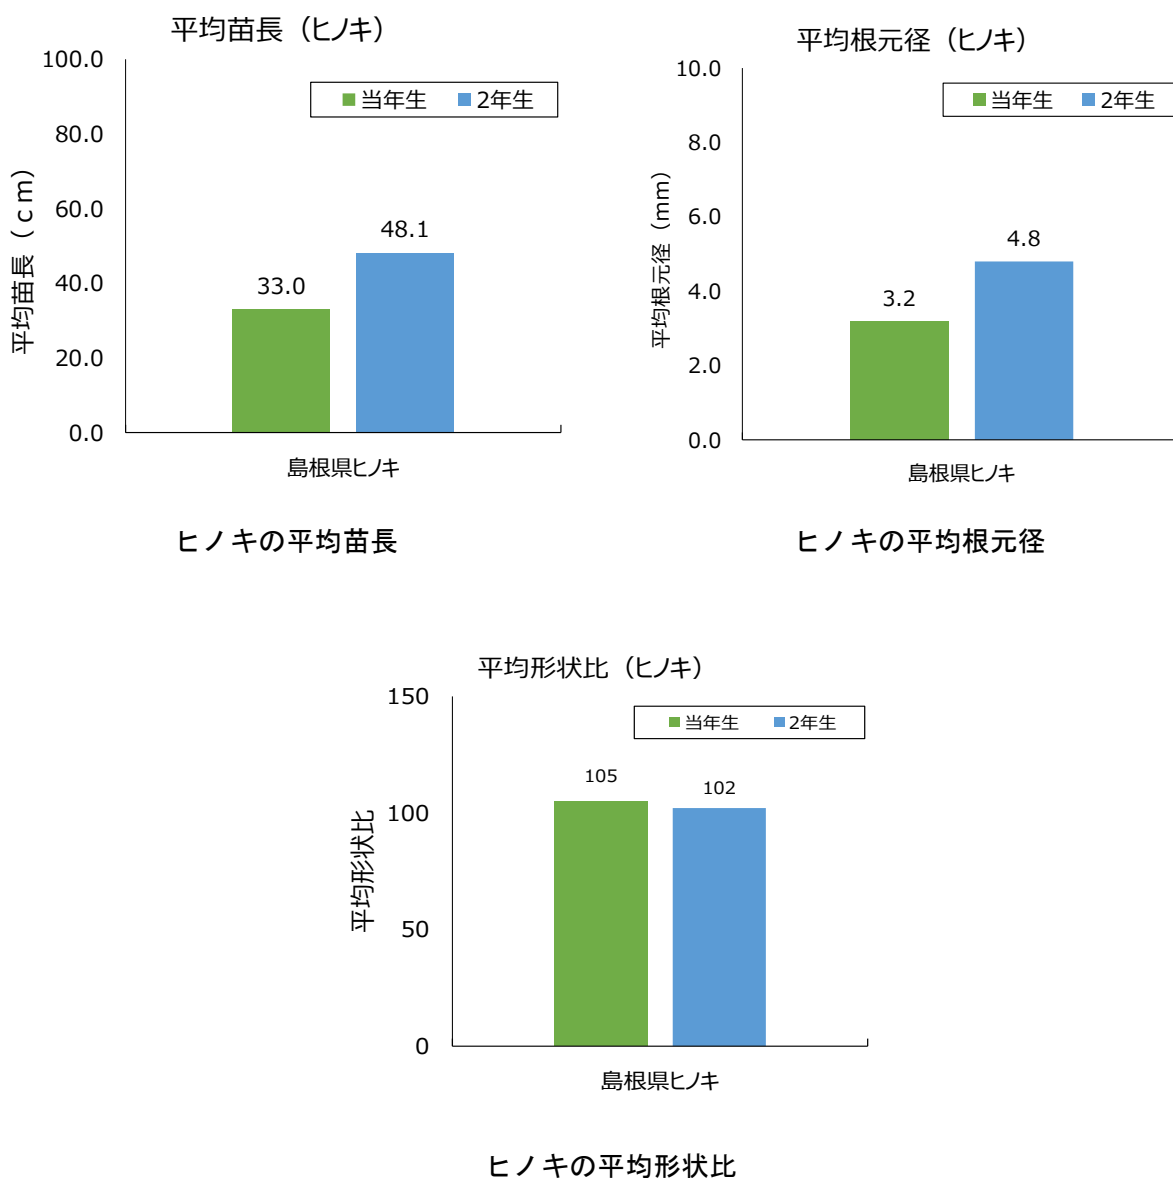 平均苗長（ヒノキ）
100.0
80.0
60.0
40.0
20.0
0.0
平均苗長（ｃｍ）
当年生 2年生
33.0
48.1
島根県ヒノキ
ヒノキの平均苗長
平均根元径（ヒノキ）
10.0
8.0
6.0
4.0
2.0
0.0
平均根元径（mm）
当年生 2年生
3.2
4.8
島根県ヒノキ
ヒノキの平均根元径
平均形状比（ヒノキ）
150
100
50
0
平均形状比
当年生 2年生
105
102
島根県ヒノキ
ヒノキの平均形状比